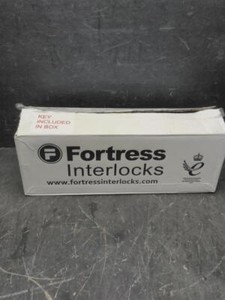 KEY
INCLUDED
IN BOX
F Fortress
Interlocks
www.fortressinterlocks.com